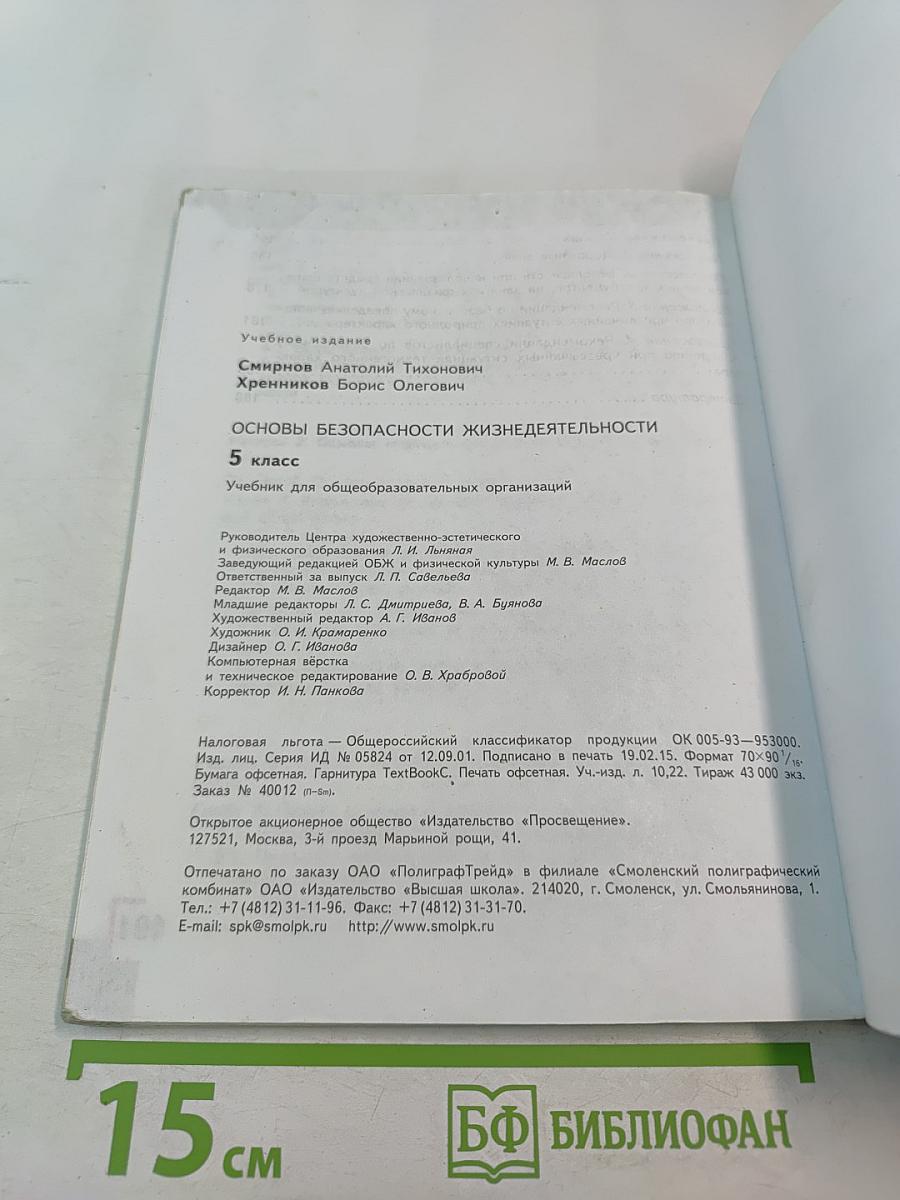 Учебное издание
Смирнов Анатолий Тихонович
Хренников Борис Олегович
ОСНОВЫ БЕЗОПАСНОСТИ ЖИЗНЕДЕЯТЕЛЬНОСТИ
5 класс
Учебник для общеобразовательных организаций
Руководитель Центра художественно-эстетического
и физического образования Л. И. Льняная
Заведующий редакцией ОБЖ и физической культуры М. В. Маслов
Ответственный за выпуск Л. П. Савельева
Редактор М. В. Маслов
Младшие редакторы Л. С. Дмитриева, В. А. Буянова
Художественный редактор А. Г. Иванов
Художник О. И. Крамаренко
Дизайнер О. Г. Иванова
Компьютерная вёрстка
и техническое редактирование О. В. Храбровой
Корректор И. Н. Панкова
Налоговая льгота — Общероссийский классификатор продукции ОК 005-93—953000.
Изд. лиц. Серия ИД № 05824 от 12.09.01. Подписано в печать 19.02.15. Формат 70×90 1/16.
Бумага офсетная. Гарнитура TextBookC. Печать офсетная. Уч.-изд. л. 10,22. Тираж 43 000 экз.
Заказ № 40012 (п-sm).
Открытое акционерное общество «Издательство «Просвещение».
127521, Москва, 3-й проезд Марьиной рощи, 41.
Отпечатано по заказу ОАО «ПолиграфТрейд» в филиале «Смоленский полиграфический
комбинат» ОАО «Издательство «Высшая школа». 214020, г. Смоленск, ул. Смольянинова, 1.
Тел.: +7 (4812) 31-11-96. Факс: +7 (4812) 31-31-70.
E-mail: spk@smolpk.ru http://www.smolpk.ru
15 см
БФ БИБЛИОФАН